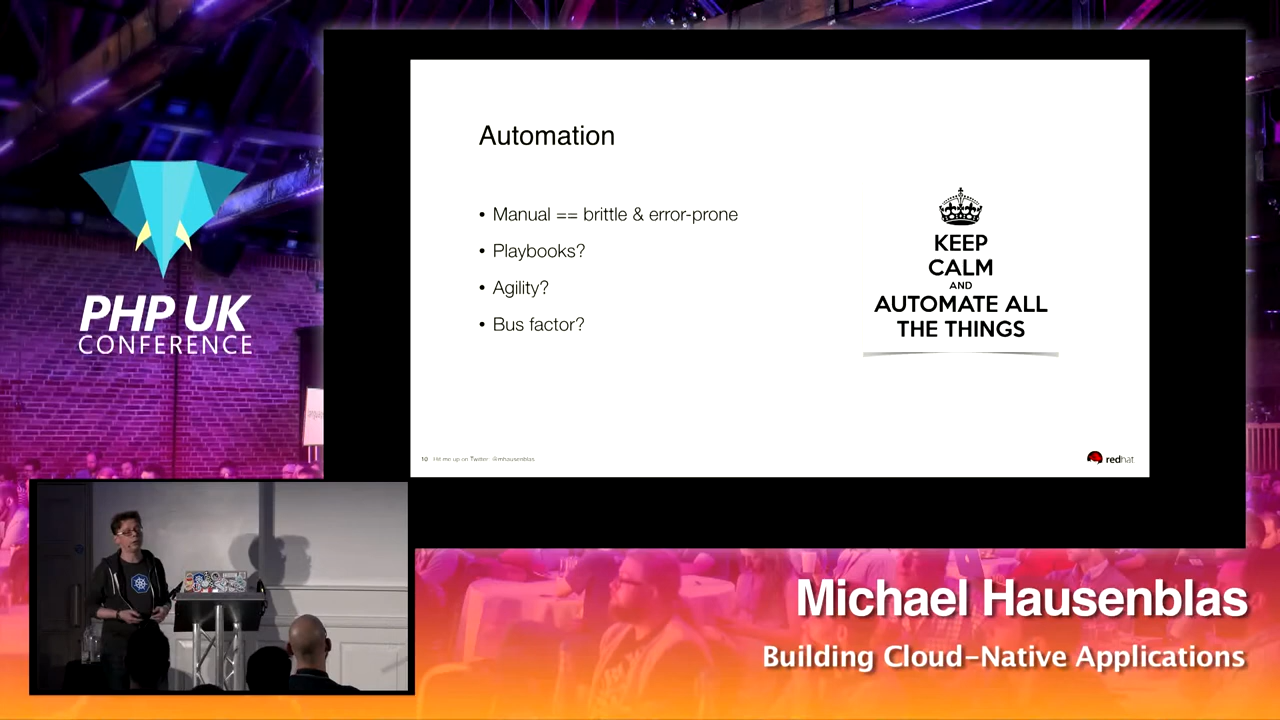 PHP UK
CONFERENCE
Automation
• Manual == brittle & error-prone
• Playbooks?
• Agility?
• Bus factor?
KEEP
CALM
AND
AUTOMATE ALL
THE THINGS
10 Hit me up on Twitter: @mhausenblas
redhat
Michael Hausenblas
Building Cloud-Native Applications